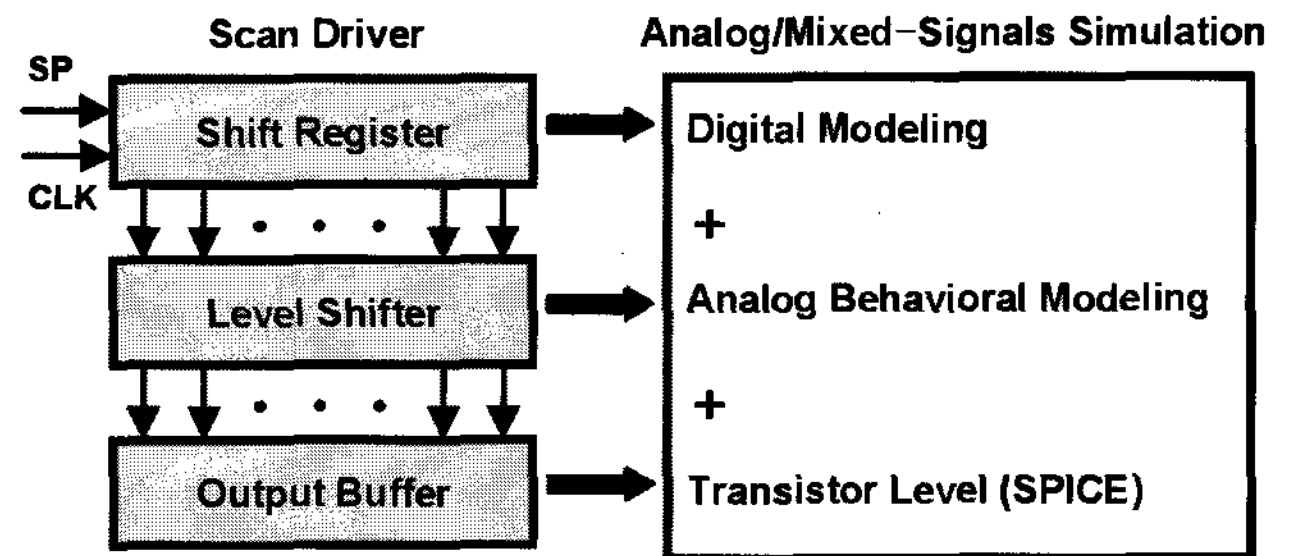 Scan Driver
Analog/Mixed-Signals Simulation
SP
CLK
Shift Register
Digital Modeling
+
Level Shifter
Analog Behavioral Modeling
+
Output Buffer
Transistor Level (SPICE)